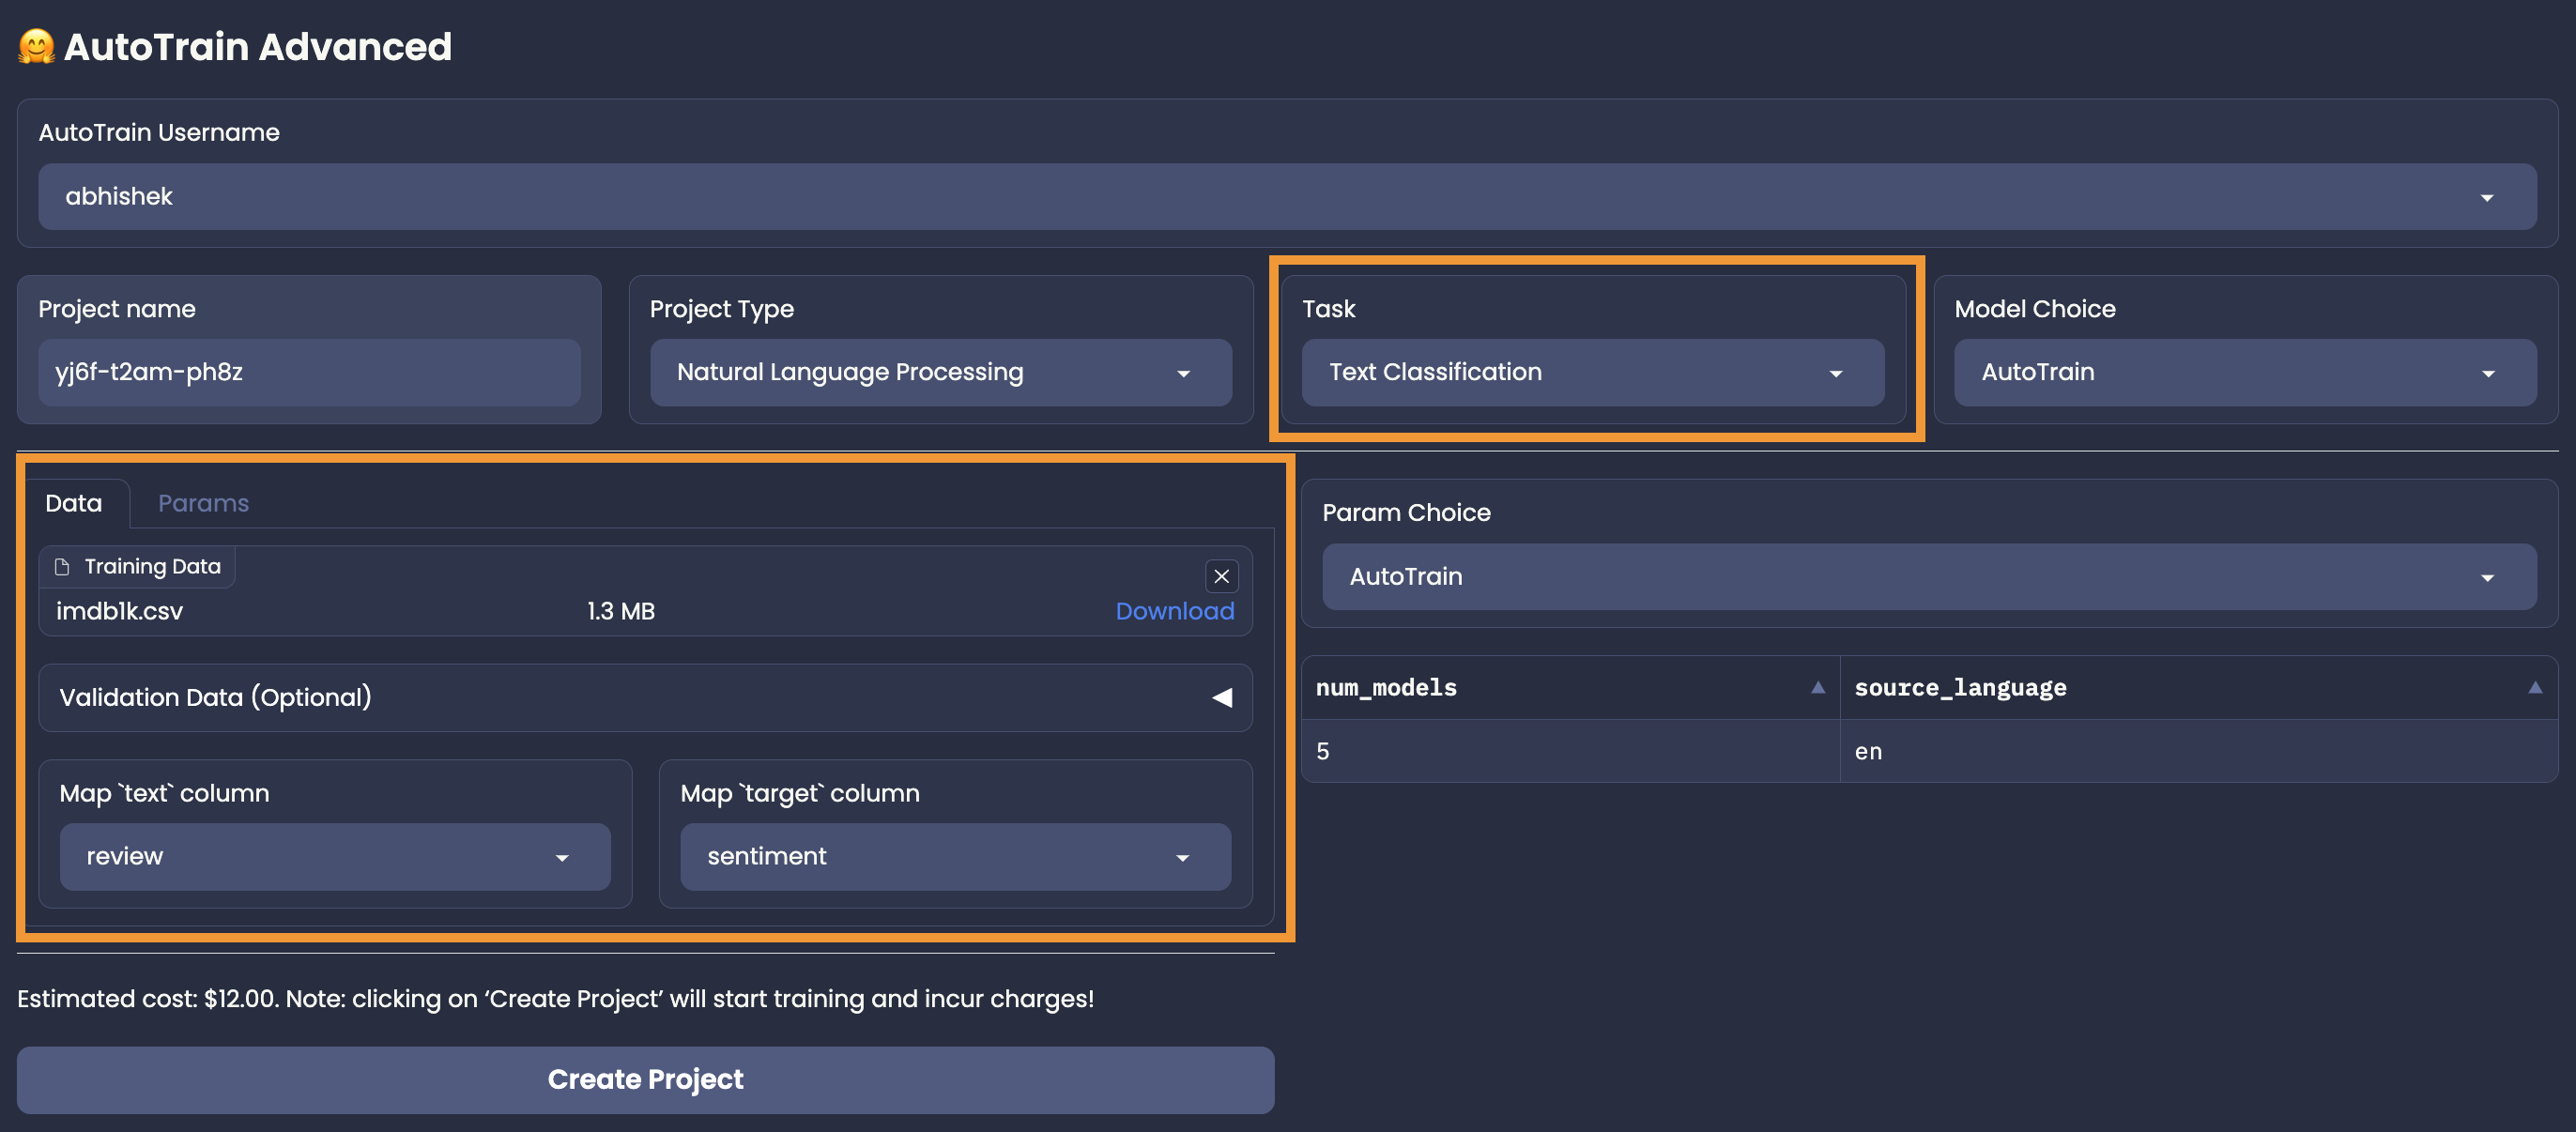 🤗 AutoTrain Advanced
AutoTrain Username
abhishek
Project name
yj6f-t2am-ph8z
Project Type
Natural Language Processing
Task
Text Classification
Model Choice
AutoTrain
Data Params
Training Data
imdb1k.csv 1.3 MB Download
Validation Data (Optional)
Map `text` column
review
Map `target` column
sentiment
Param Choice
AutoTrain
num_models source_language
5 en
Estimated cost: $12.00. Note: clicking on ‘Create Project’ will start training and incur charges!
Create Project